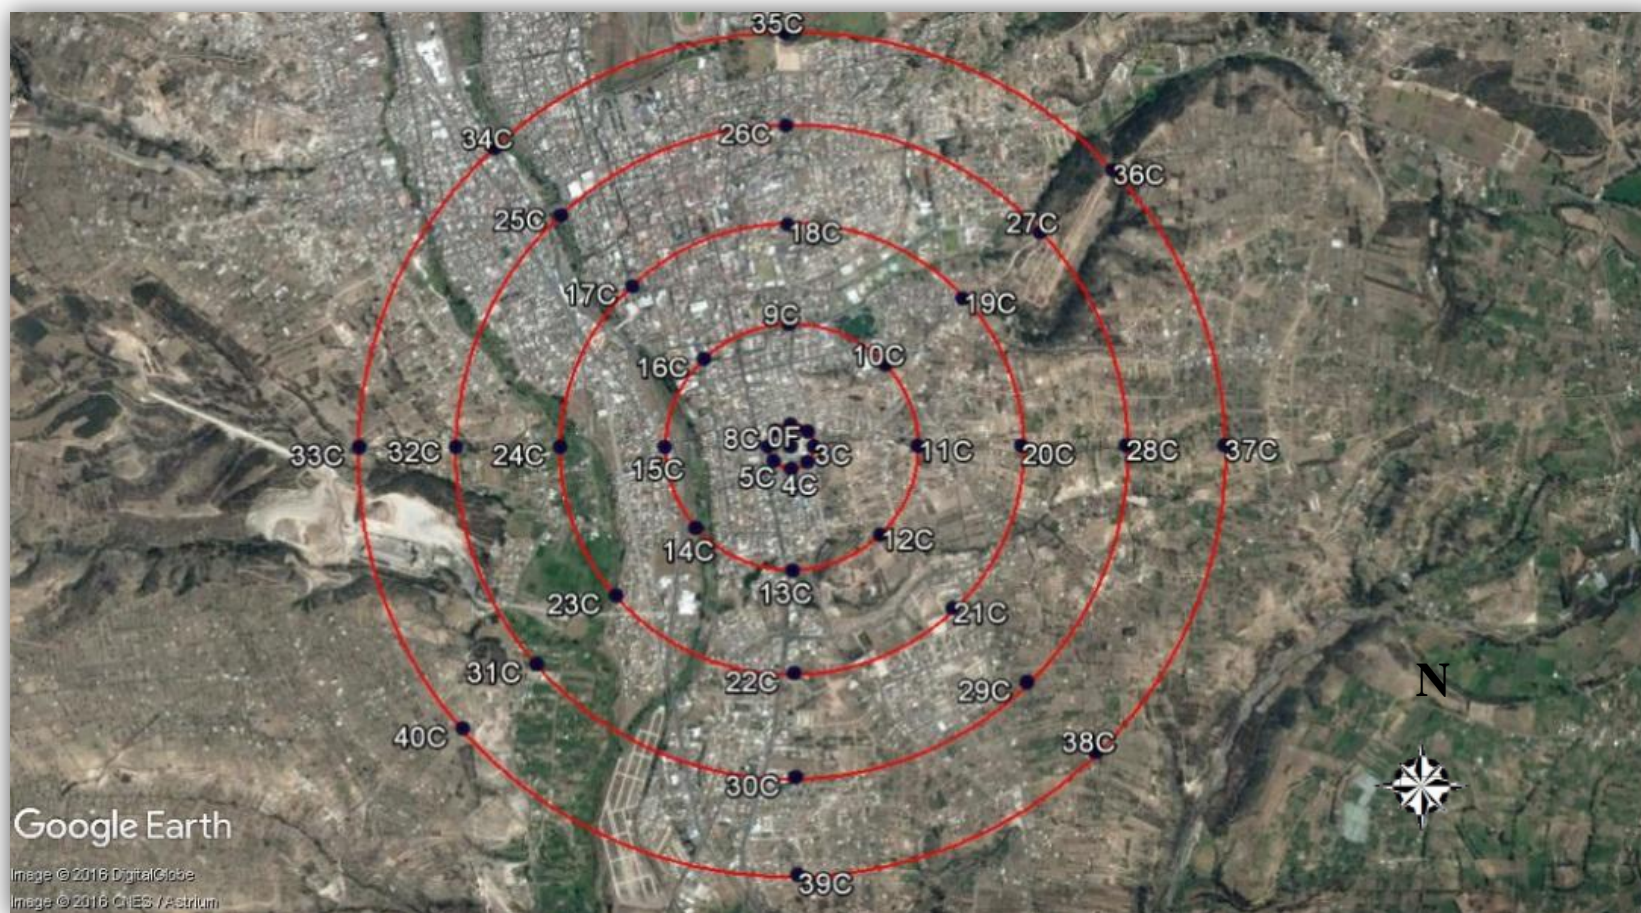 35C
34C
26C
36C
25C
27C
18C
17C
19C
9C
16C
10C
8C
0F
3C
11C
20C
28C
37C
33C
32C
24C
15C
5C
4C
14C
12C
13C
23C
21C
31C
22C
29C
N
40C
38C
30C
Google Earth
Image © 2016 DigitalGlobe
39C
Image © 2016 CNES / Astrium